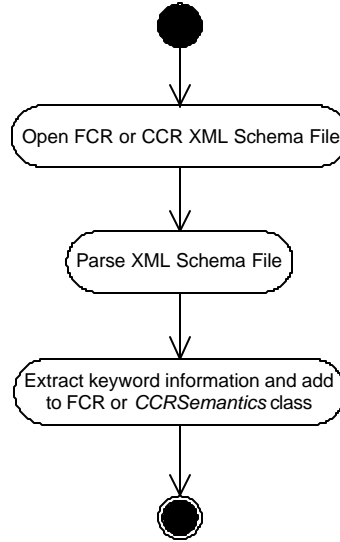 Open FCR or CCR XML Schema File
Parse XML Schema File
Extract keyword information and add
to FCR or CCRSemantics class